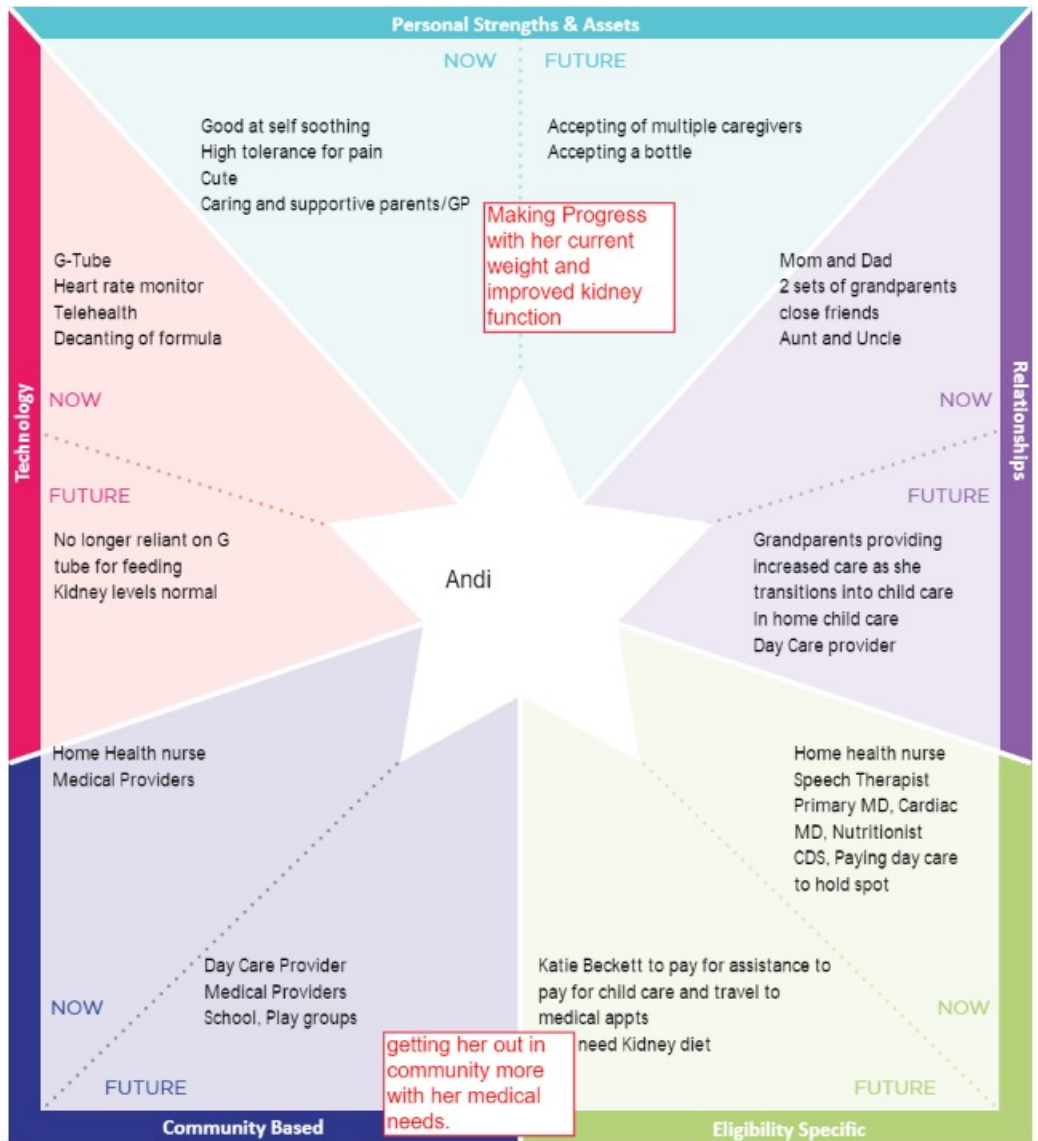 Personal Strengths & Assets
NOW
FUTURE
Good at self soothing
High tolerance for pain
Cute
Caring and supportive parents/GP
Accepting of multiple caregivers
Accepting a bottle
Making Progress
with her current
weight and
improved kidney
function
Technology
G-Tube
Heart rate monitor
Telehealth
Decanting of formula
NOW
FUTURE
No longer reliant on G
tube for feeding
Kidney levels normal
Relationships
Mom and Dad
2 sets of grandparents
close friends
Aunt and Uncle
NOW
FUTURE
Grandparents providing
increased care as she
transitions into child care
In home child care
Day Care provider
Andi
Home Health nurse
Medical Providers
NOW
Day Care Provider
Medical Providers
School, Play groups
FUTURE
Community Based
getting her out in
community more
with her medical
needs.
Home health nurse
Speech Therapist
Primary MD, Cardiac
MD, Nutritionist
CDS, Paying day care
to hold spot
NOW
Katie Beckett to pay for assistance to
pay for child care and travel to
medical appts
need Kidney diet
FUTURE
Eligibility Specific